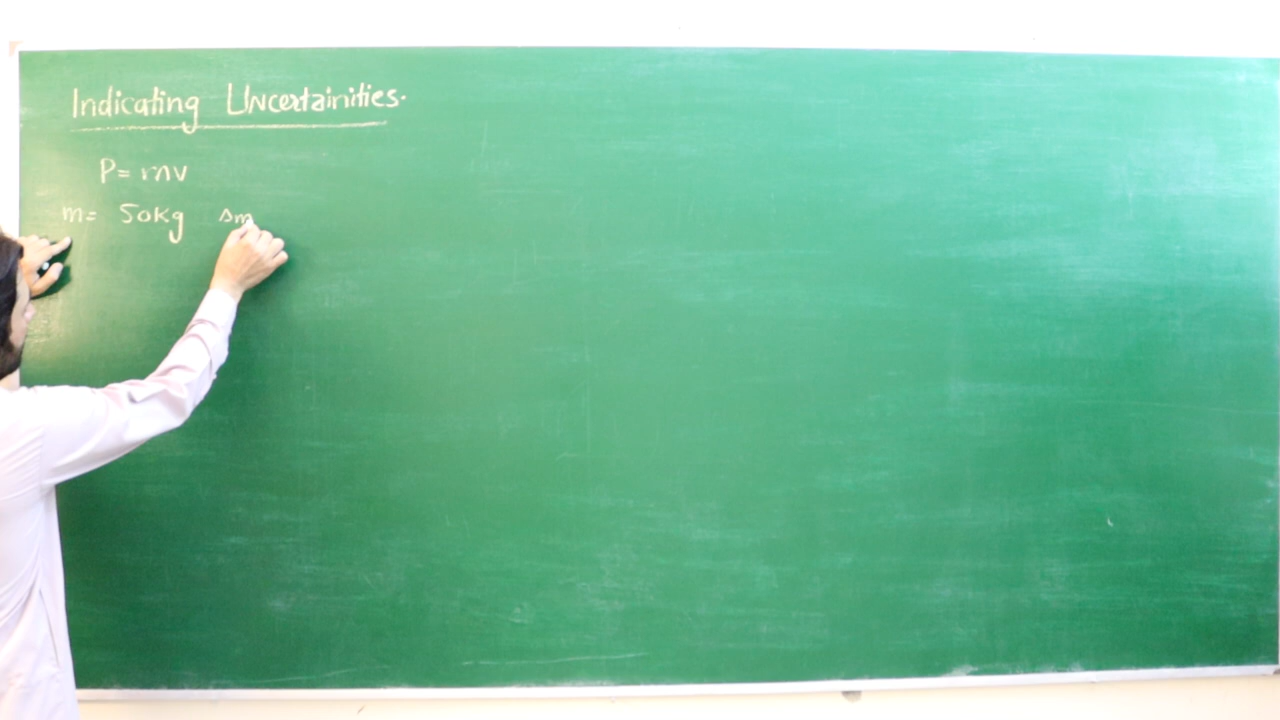 Indicating Uncertainities.
P = mv
m = 50Kg Δm